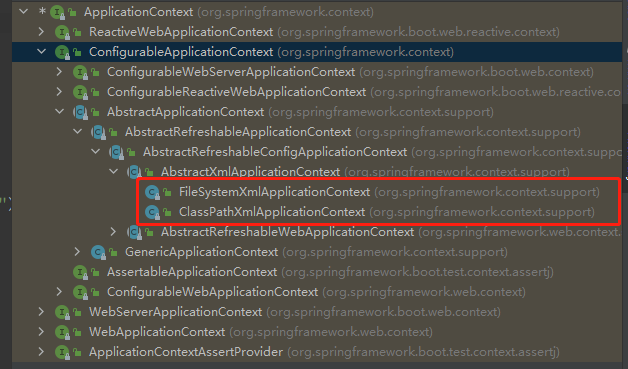 * ApplicationContext (org.springframework.context)
ReactiveWebApplicationContext (org.springframework.boot.web.reactive.context)
ConfigurableApplicationContext (org.springframework.context)
ConfigurableWebServerApplicationContext (org.springframework.boot.web.context)
ConfigurableReactiveWebApplicationContext (org.springframework.boot.web.reactive.co
AbstractApplicationContext (org.springframework.context.support)
AbstractRefreshableApplicationContext (org.springframework.context.support)
AbstractRefreshableConfigApplicationContext (org.springframework.context.suppo
AbstractXmlApplicationContext (org.springframework.context.support)
FileSystemXmlApplicationContext (org.springframework.context.support)
ClassPathXmlApplicationContext (org.springframework.context.support)
AbstractRefreshableWebApplicationContext (org.springframework.web.context.
GenericApplicationContext (org.springframework.context.support)
AssertableApplicationContext (org.springframework.boot.test.context.assertj)
ConfigurableWebApplicationContext (org.springframework.web.context)
WebServerApplicationContext (org.springframework.boot.web.context)
WebApplicationContext (org.springframework.web.context)
ApplicationContextAssertProvider (org.springframework.boot.test.context.assertj)